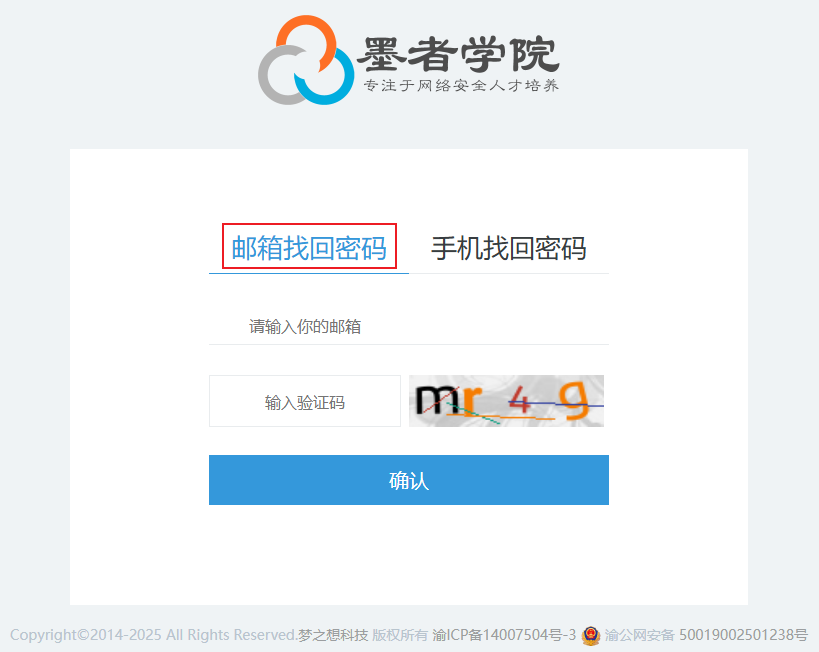 墨者学院
专注于网络安全人才培养
邮箱找回密码 手机找回密码
请输入你的邮箱
输入验证码 mr4g
确认
Copyright©2014-2025 All Rights Reserved.梦之想科技 版权所有 渝ICP备14007504号-3 渝公网安备 50019002501238号